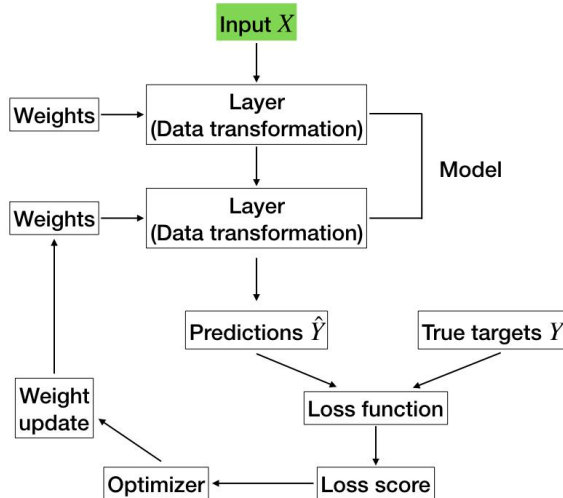 Input X
Weights
Layer
(Data transformation)
Weights
Layer
(Data transformation)
Model
Predictions Ŷ
True targets Y
Loss function
Weight
update
Optimizer
Loss score